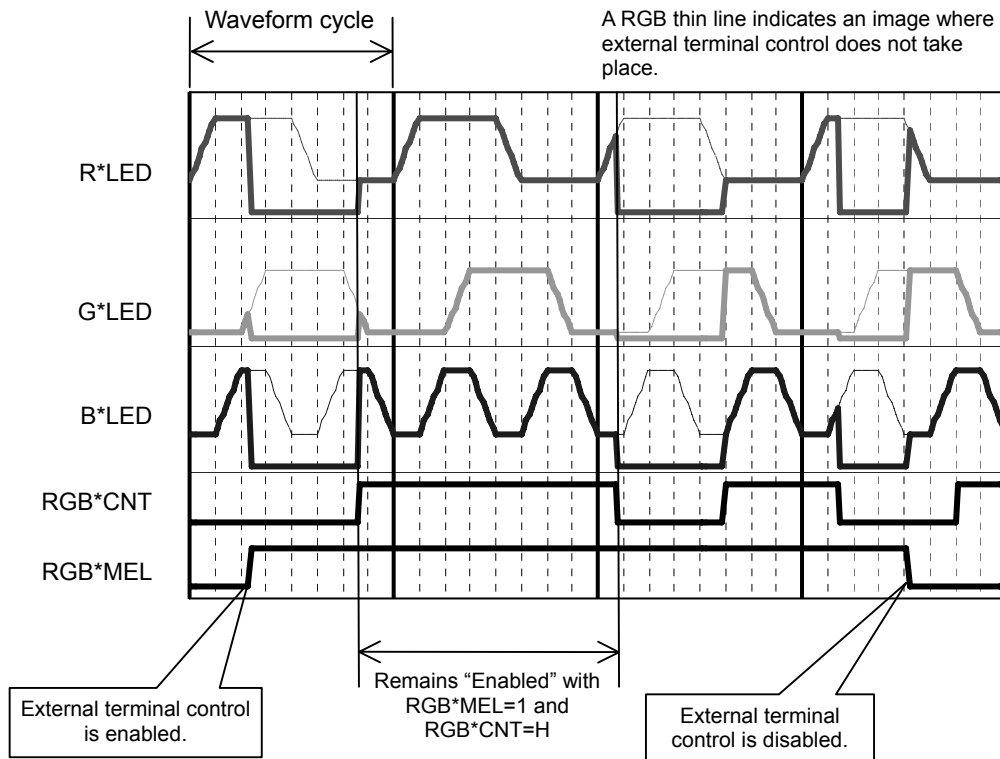 Waveform cycle
A RGB thin line indicates an image where
external terminal control does not take
place.
R*LED
G*LED
B*LED
RGB*CNT
RGB*MEL
External terminal control
is enabled.
Remains “Enabled” with
RGB*MEL=1 and
RGB*CNT=H
External terminal
control is disabled.